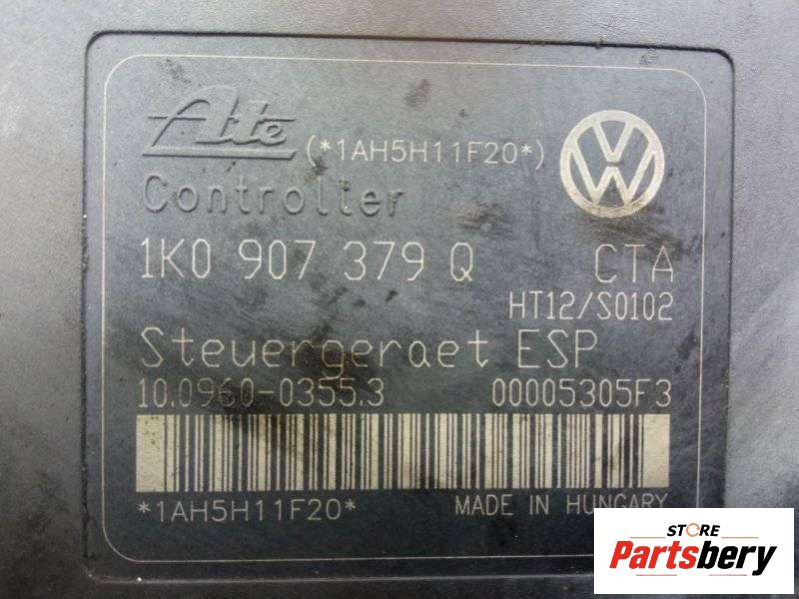 Ate (*1AH5H11F20*)
Controller
1K0 907 379 Q CTA
HT12/S0102
Steuergeraet ESP
10.0960-0355.3 00005305F3
*1AH5H11F20* MADE IN HUNGARY
STORE
Partsbery